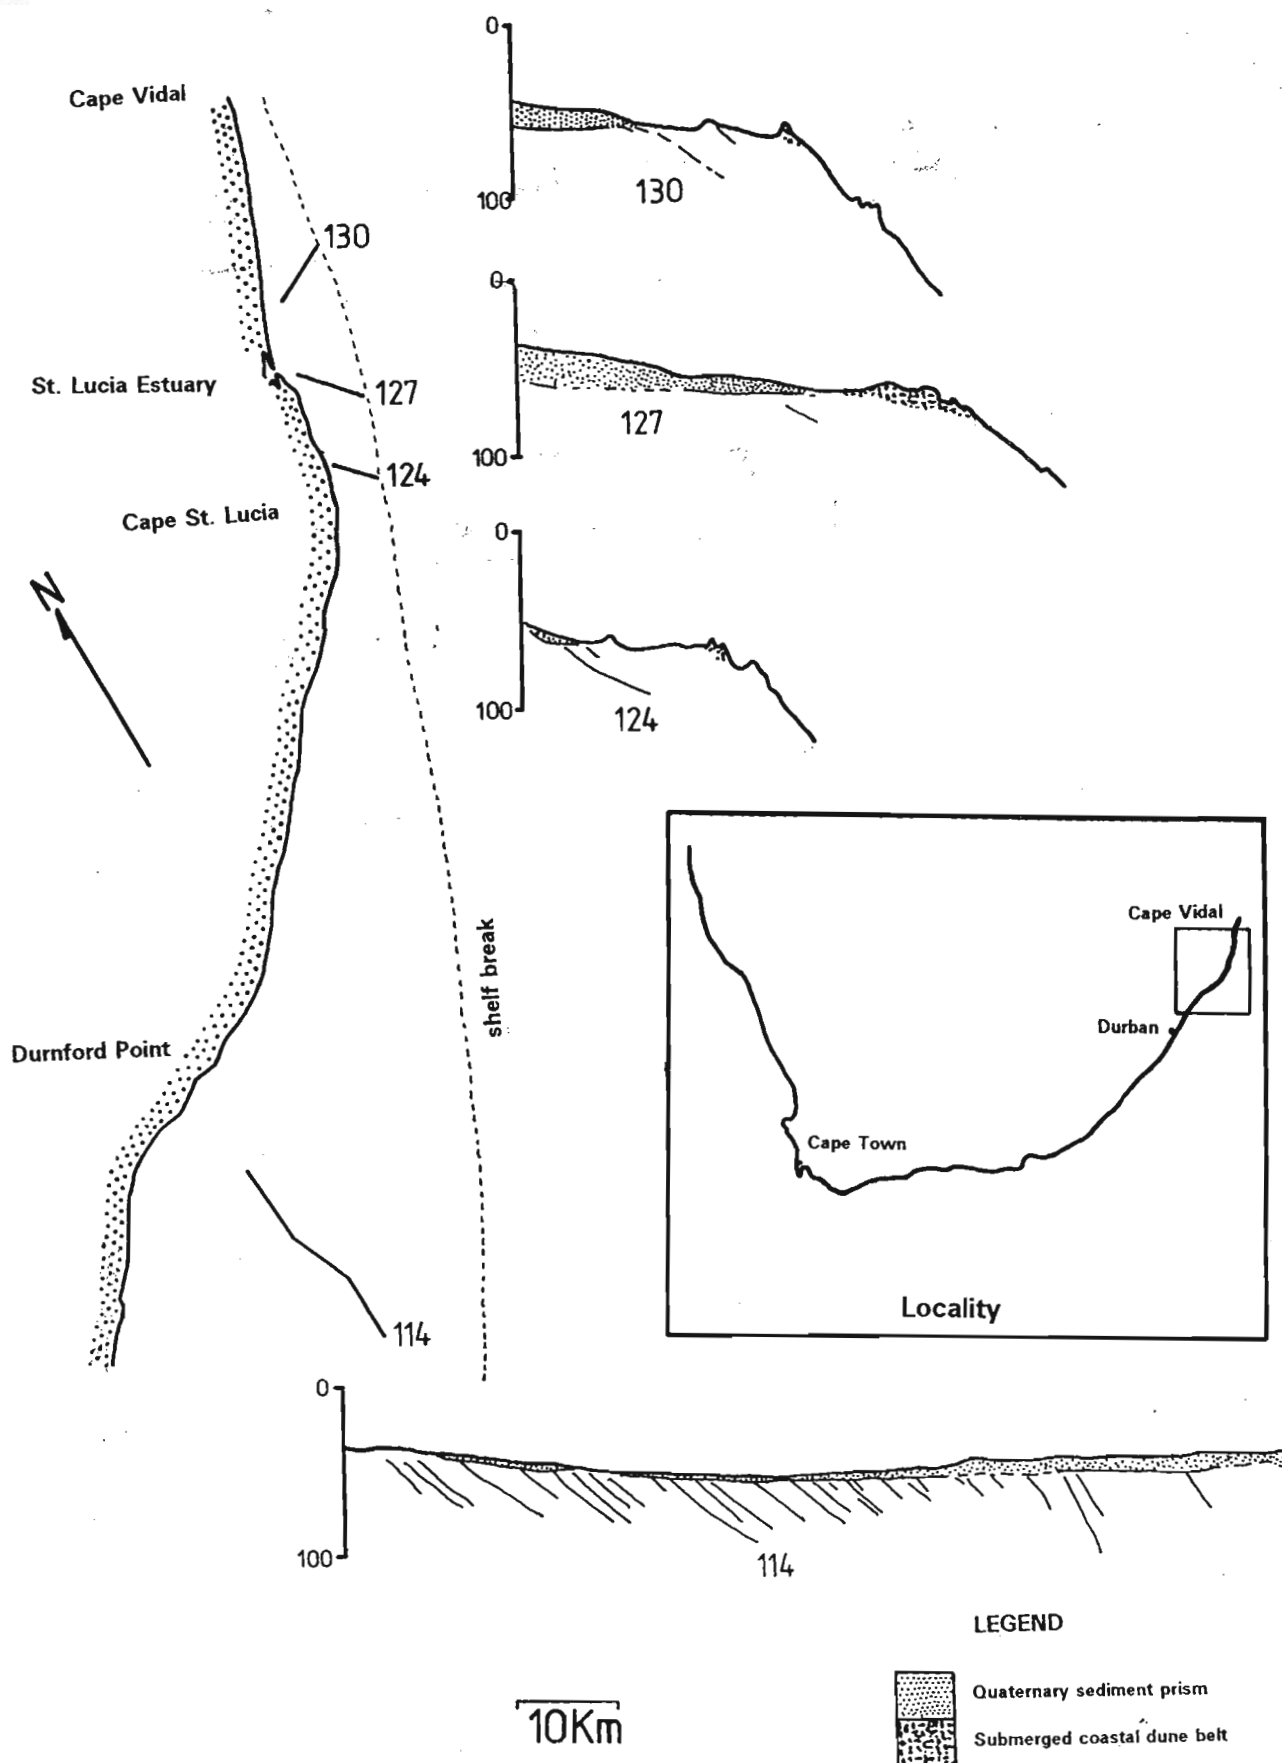 Cape Vidal
130
St. Lucia Estuary
127
124
Cape St. Lucia
N
shelf break
Durnford Point
114
0
100
130
0
100
127
0
100
124
Cape Vidal
Durban
Cape Town
Locality
0
100
114
LEGEND
Quaternary sediment prism
Submerged coastal dune belt
10Km